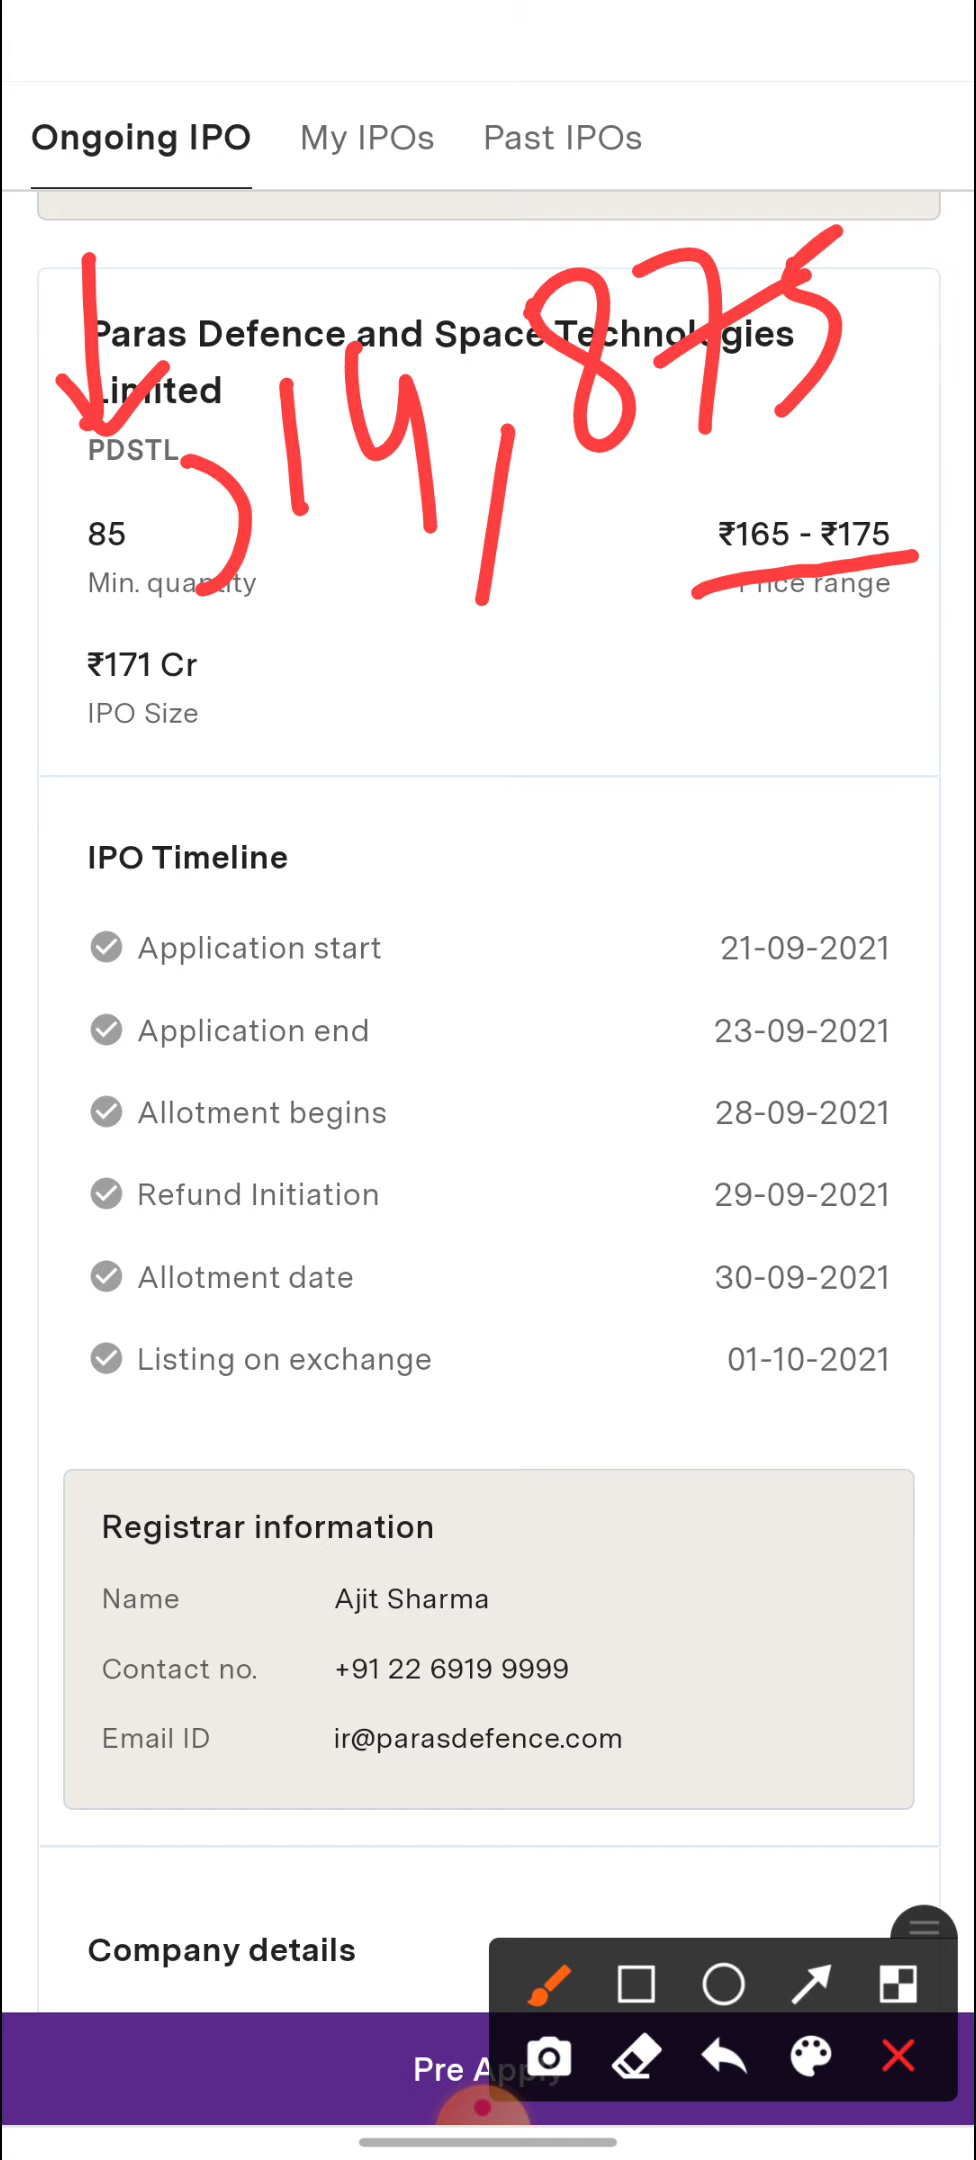 Ongoing IPO My IPOs Past IPOs
14,875
Paras Defence and Space Technologies
Limited
PDSTL
85 ₹165 - ₹175
Min. quantity Price range
₹171 Cr
IPO Size
IPO Timeline
Application start 21-09-2021
Application end 23-09-2021
Allotment begins 28-09-2021
Refund Initiation 29-09-2021
Allotment date 30-09-2021
Listing on exchange 01-10-2021
Registrar information
Name Ajit Sharma
Contact no. +91 22 6919 9999
Email ID ir@parasdefence.com
Company details
Pre Apply